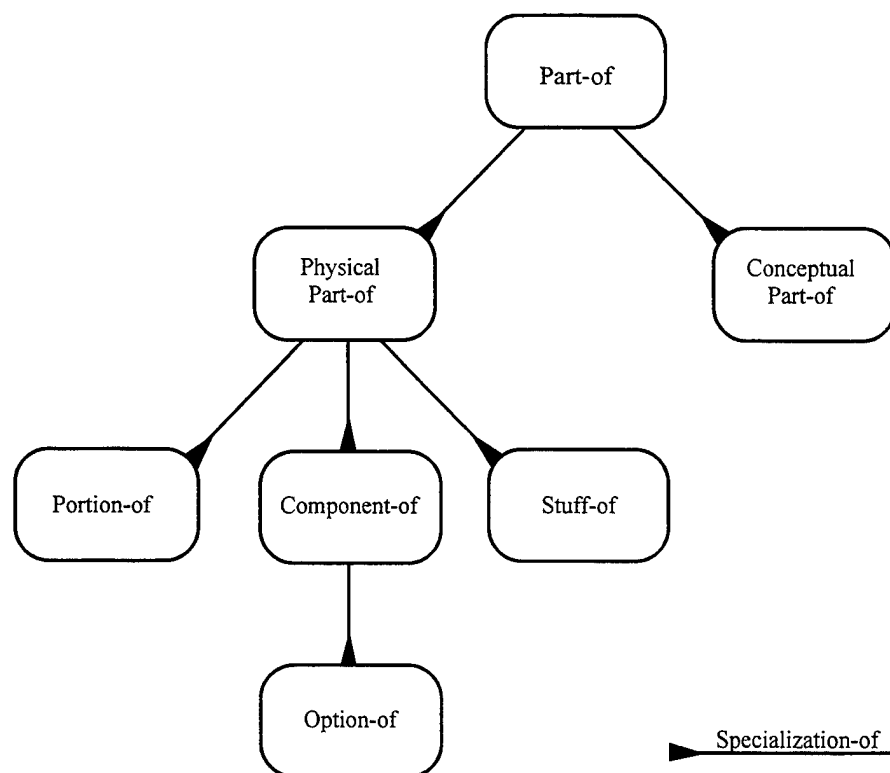 Part-of
Physical
Part-of
Conceptual
Part-of
Portion-of
Component-of
Stuff-of
Option-of
Specialization-of